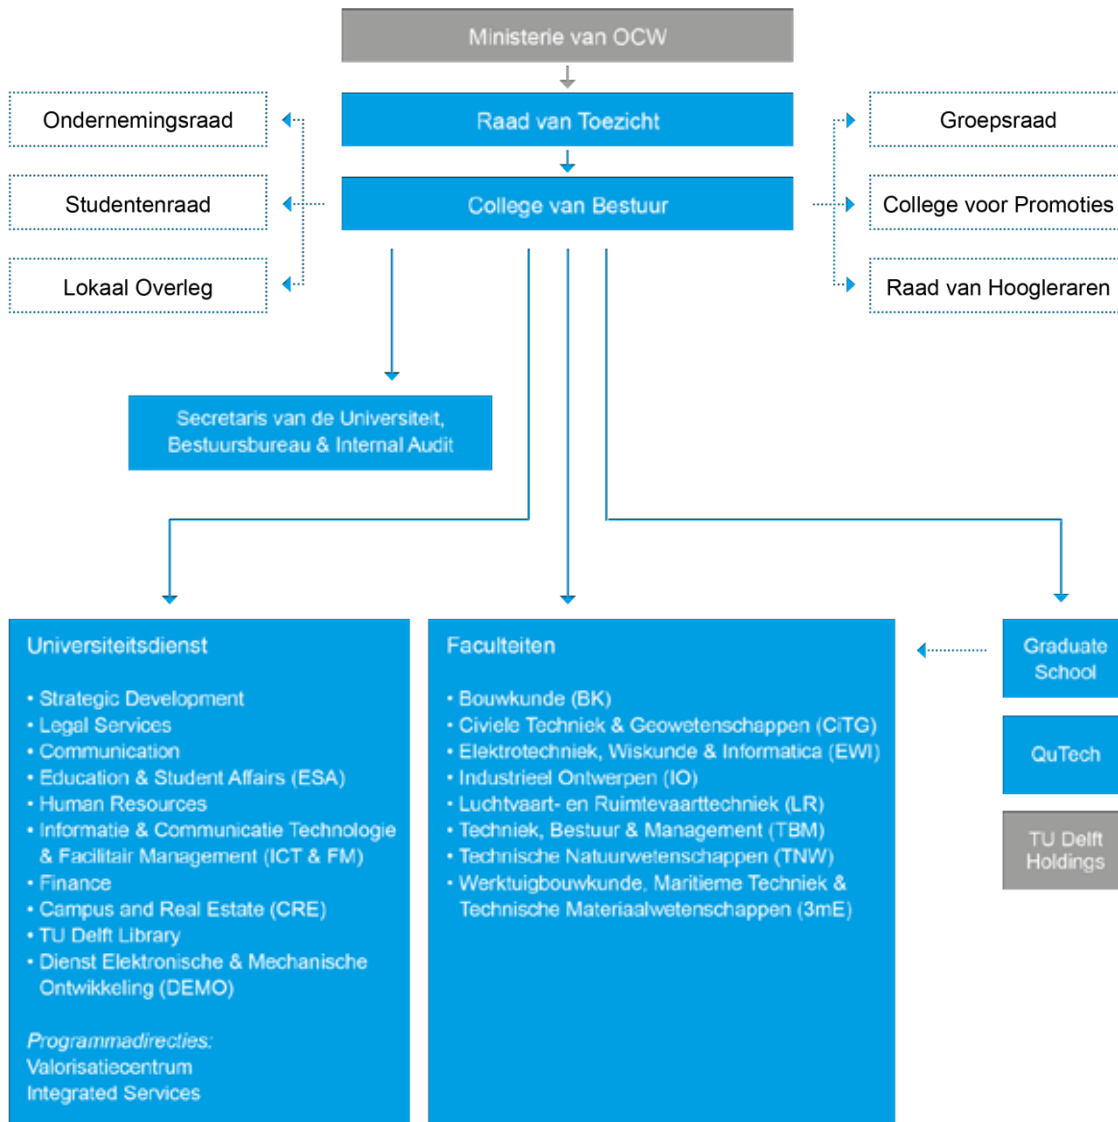 Ministerie van OCW
Raad van Toezicht
College van Bestuur
Ondernemingsraad
Studentenraad
Lokaal Overleg
Groepsraad
College voor Promoties
Raad van Hoogleraren
Secretaris van de Universiteit,
Bestuursbureau & Internal Audit
Universiteitsdienst
• Strategic Development
• Legal Services
• Communication
• Education & Student Affairs (ESA)
• Human Resources
• Informatie & Communicatie Technologie
& Facilitair Management (ICT & FM)
• Finance
• Campus and Real Estate (CRE)
• TU Delft Library
• Dienst Elektronische & Mechanische
Ontwikkeling (DEMO)
Programmadirecties:
Valorisatiecentrum
Integrated Services
Faculteiten
• Bouwkunde (BK)
• Civiele Techniek & Geowetenschappen (CiTG)
• Elektrotechniek, Wiskunde & Informatica (EWI)
• Industrieel Ontwerpen (IO)
• Luchtvaart- en Ruimtevaarttechniek (LR)
• Techniek, Bestuur & Management (TBM)
• Technische Natuurwetenschappen (TNW)
• Werktuigbouwkunde, Maritieme Techniek &
Technische Materiaalwetenschappen (3mE)
Graduate
School
QuTech
TU Delft
Holdings